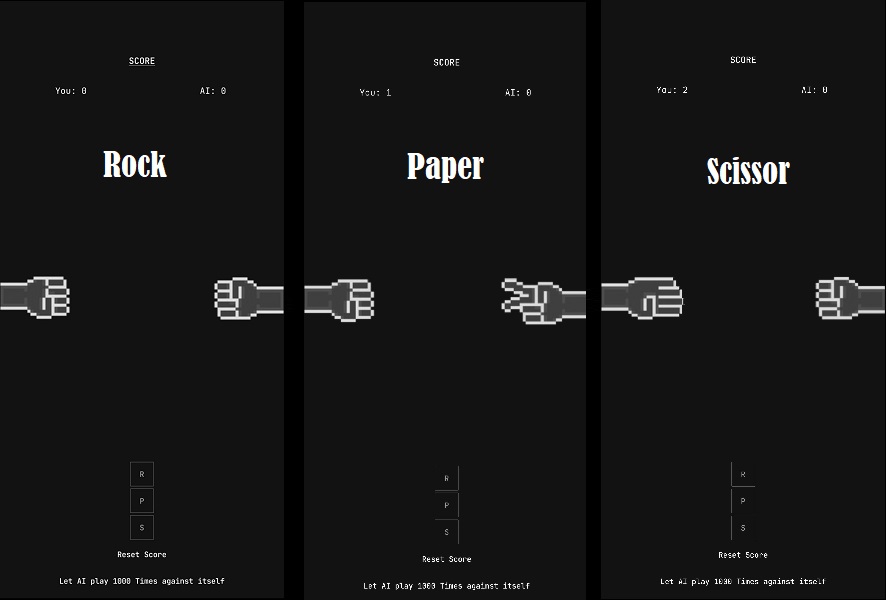 SCORE
You: 0 AI: 0
Rock
R
P
S
Reset Score
Let AI play 1000 Times against itself
SCORE
You: 1 AI: 0
Paper
R
P
S
Reset Score
Let AI play 1000 Times against itself
SCORE
You: 2 AI: 0
Scissor
R
P
S
Reset Score
Let AI play 1000 Times against itself